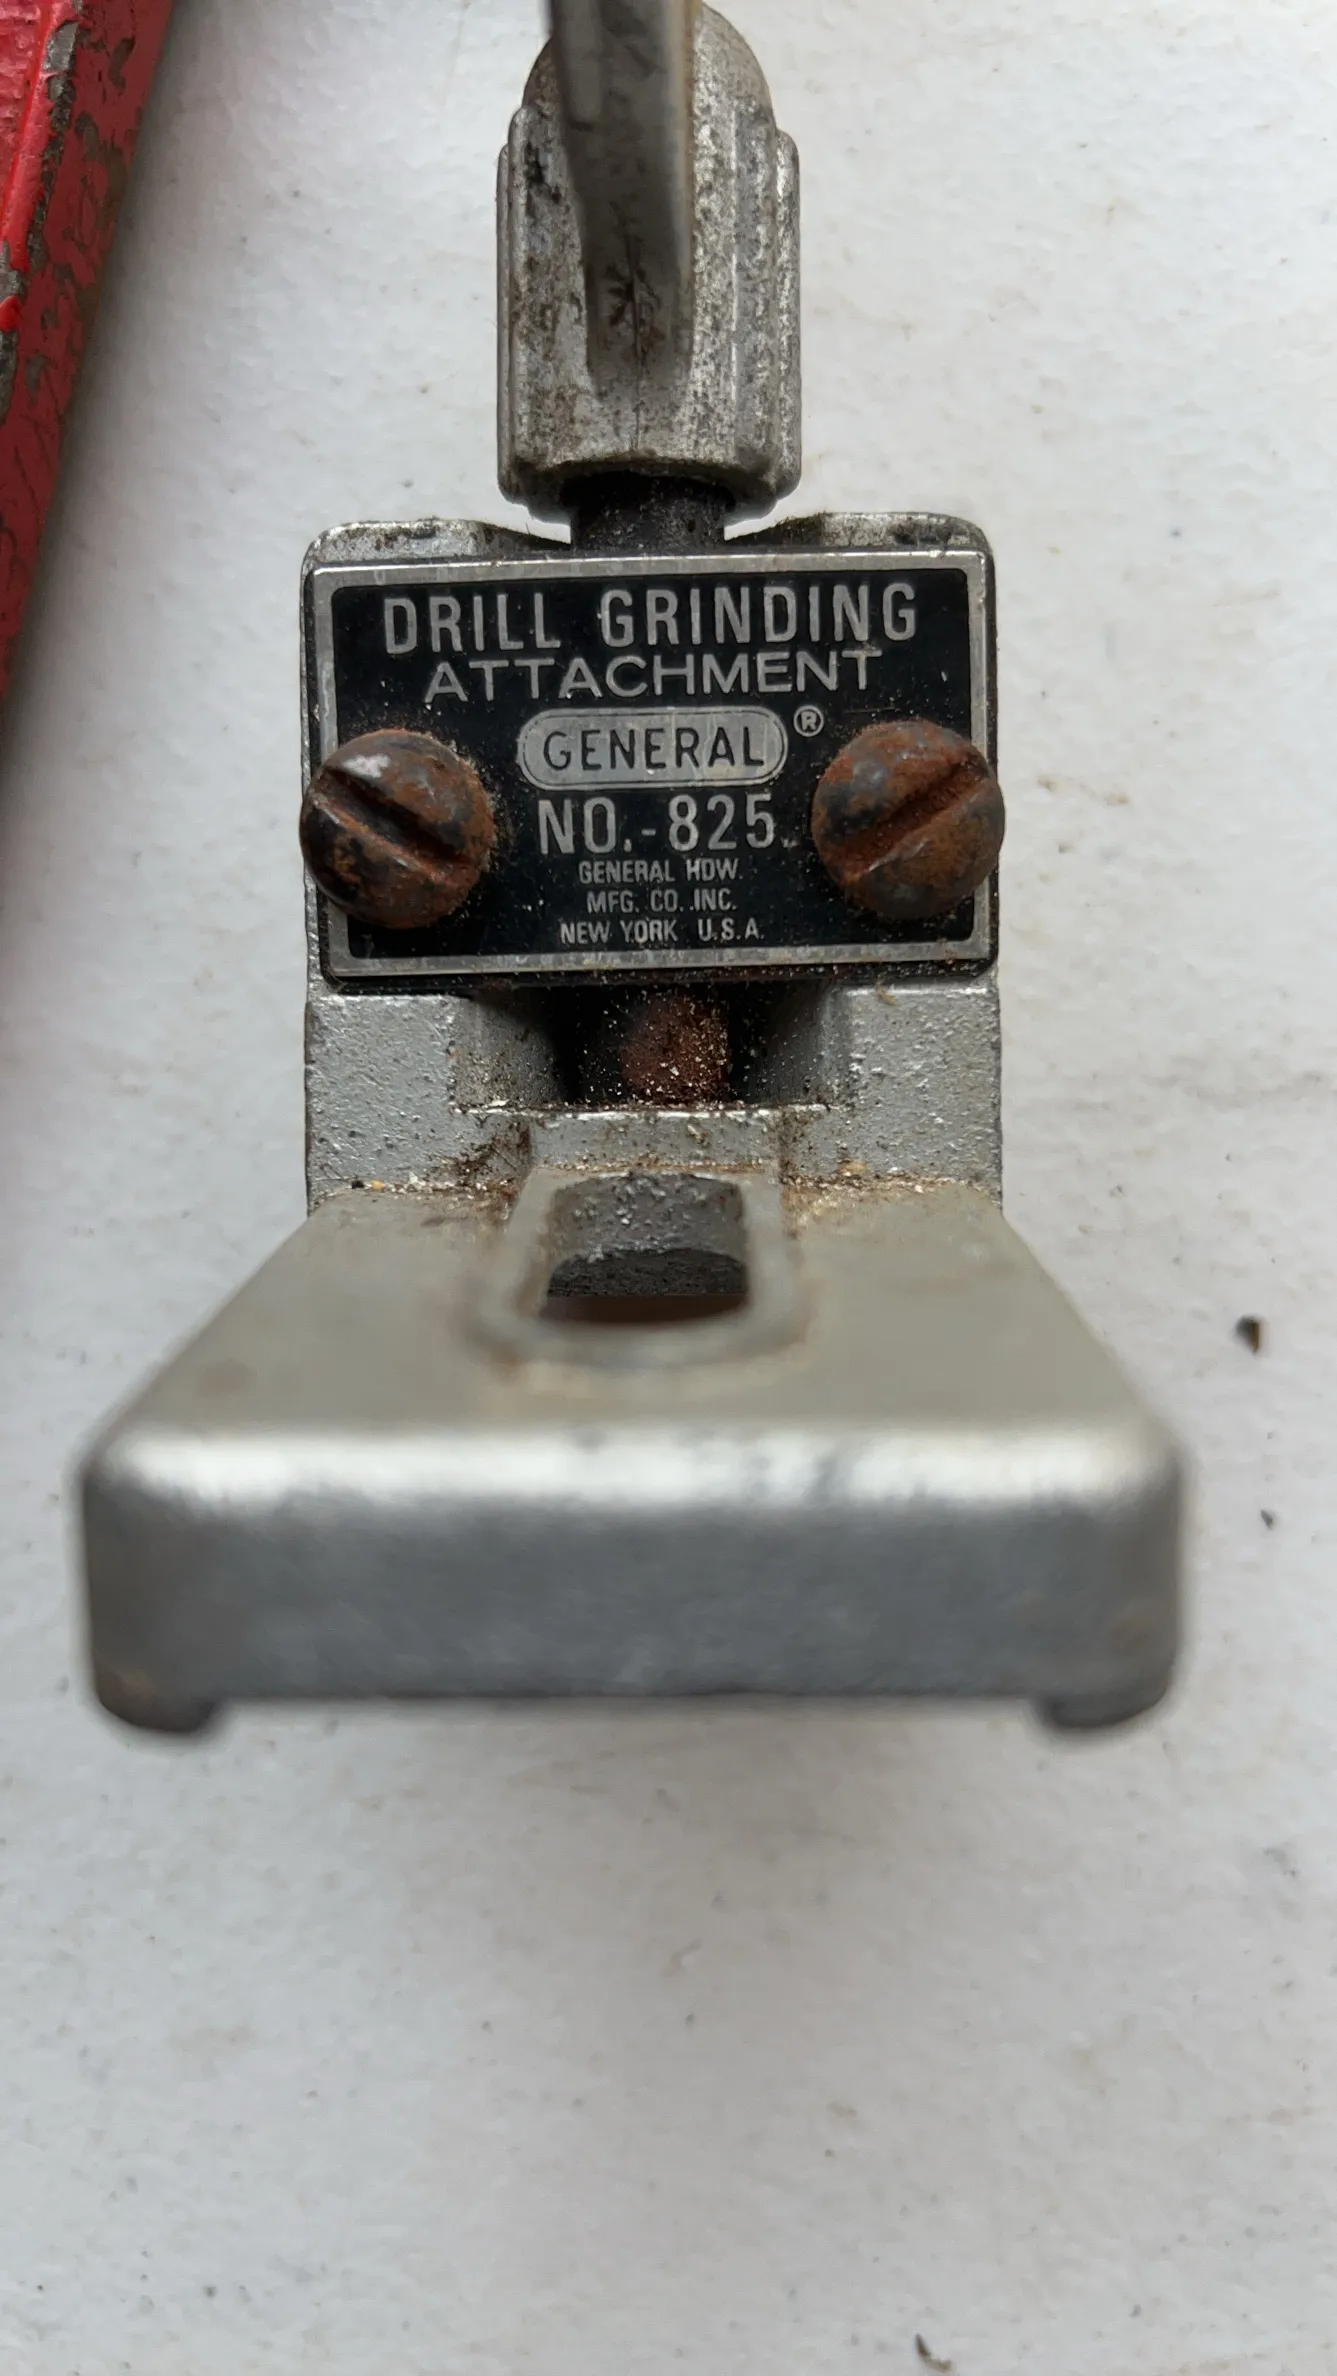 DRILL GRINDING
ATTACHMENT
GENERAL ®
NO.-825
GENERAL HDW.
MFG. CO. INC.
NEW YORK U.S.A.